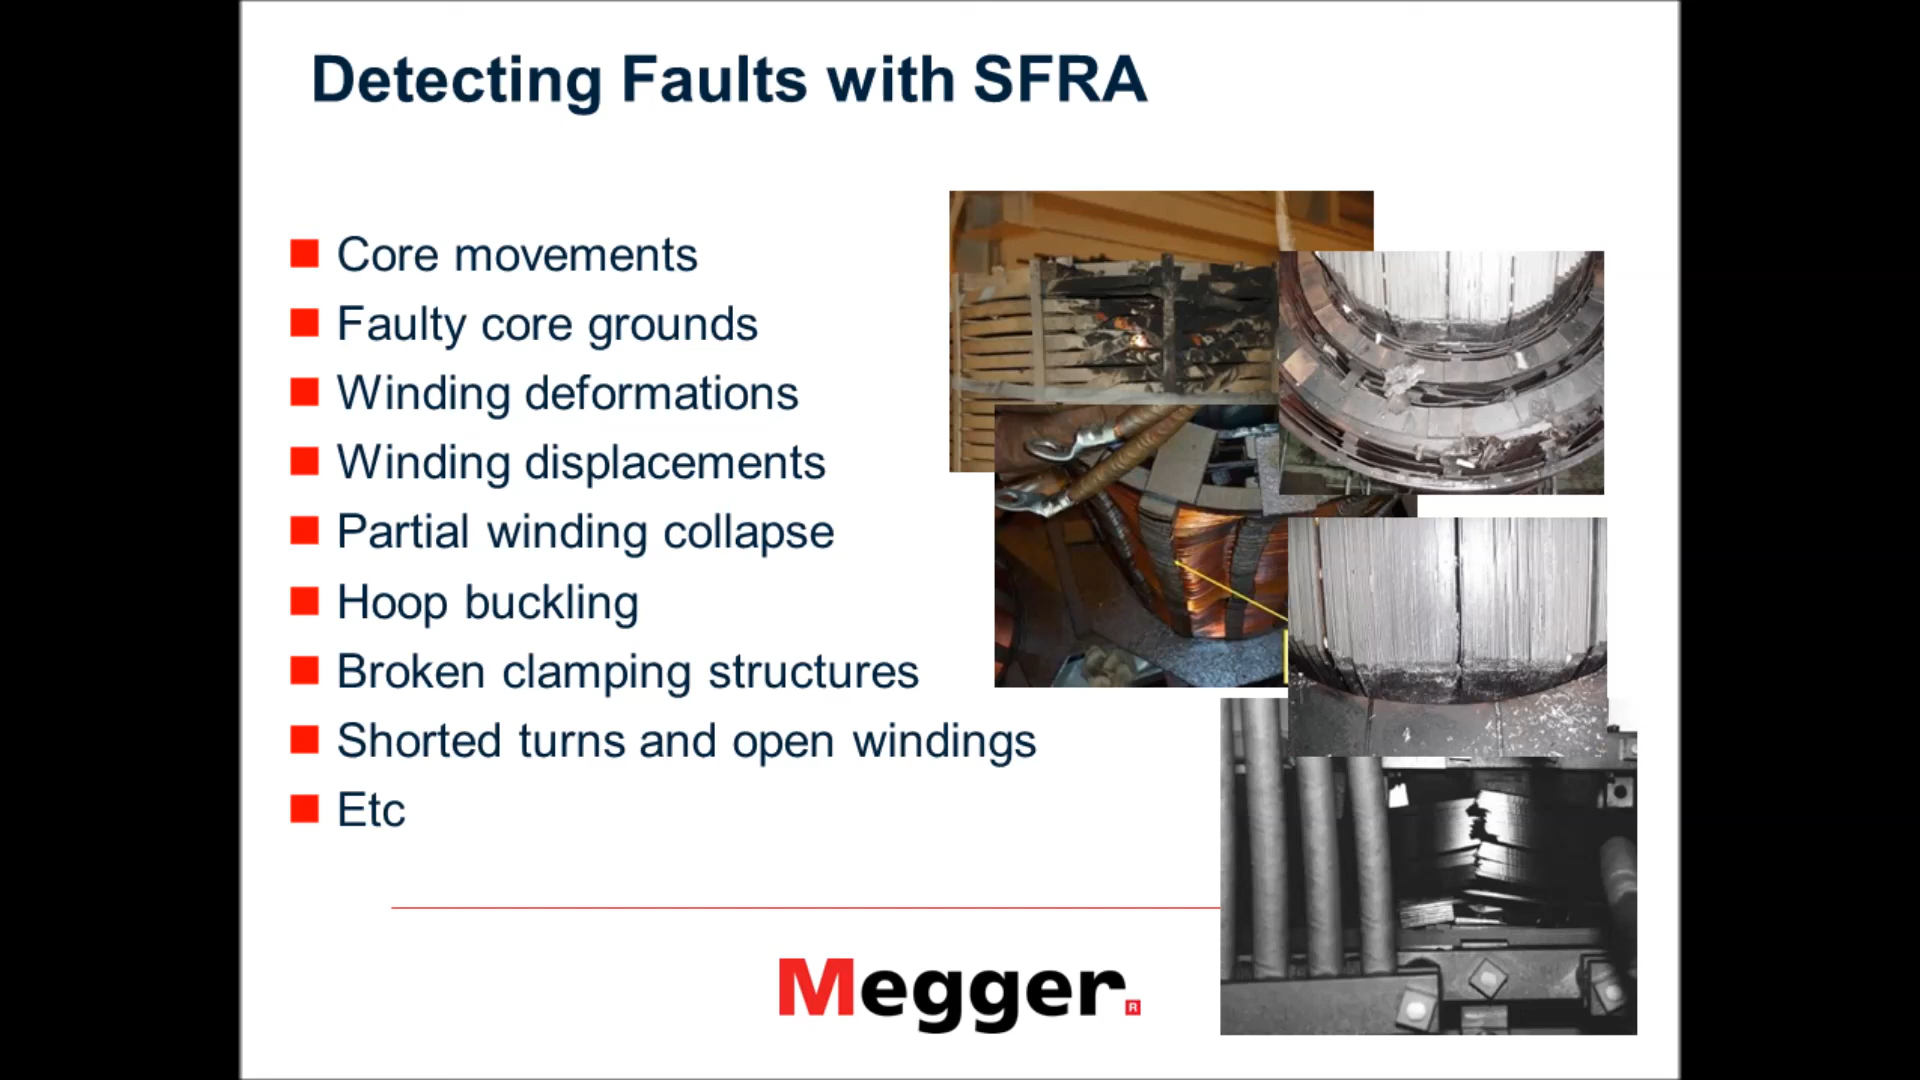 Detecting Faults with SFRA
Core movements
Faulty core grounds
Winding deformations
Winding displacements
Partial winding collapse
Hoop buckling
Broken clamping structures
Shorted turns and open windings
Etc
Megger®